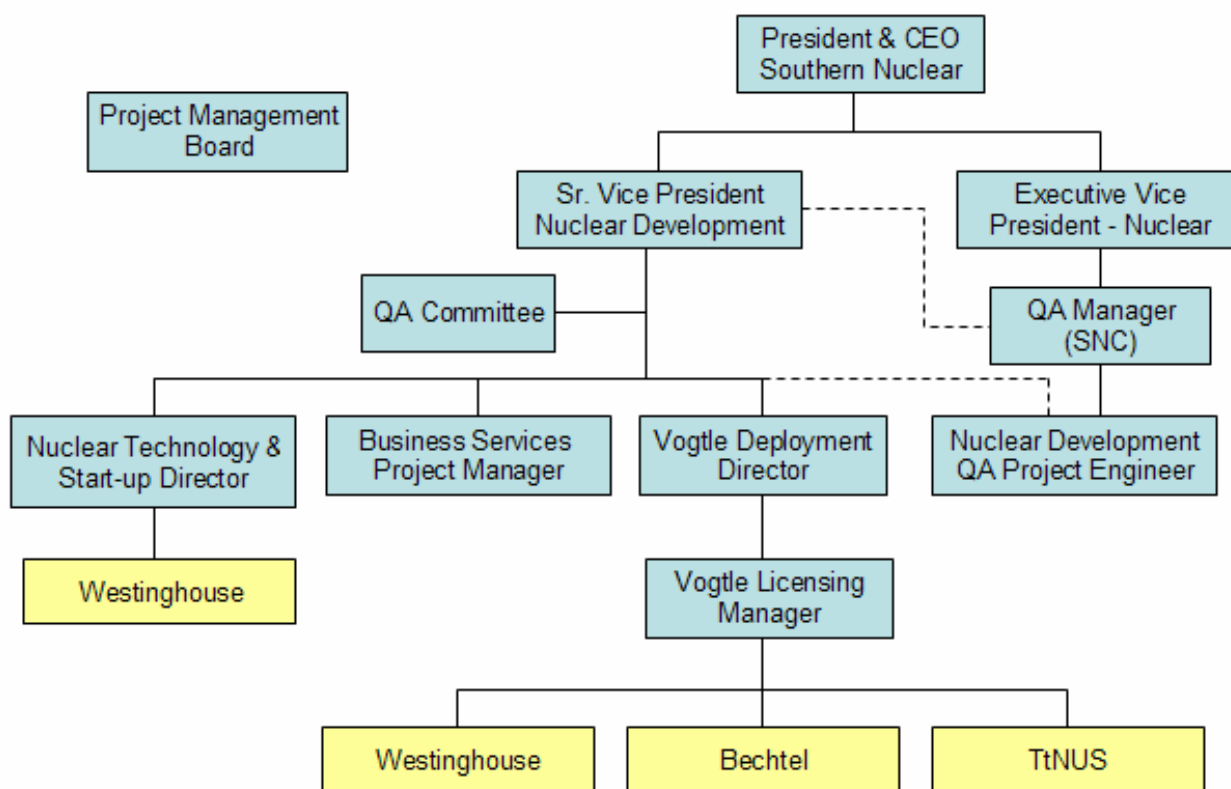 President & CEO
Southern Nuclear
Project Management
Board
Sr. Vice President
Nuclear Development
Executive Vice
President - Nuclear
QA Committee
QA Manager
(SNC)
Nuclear Technology &
Start-up Director
Business Services
Project Manager
Vogtle Deployment
Director
Nuclear Development
QA Project Engineer
Westinghouse
Vogtle Licensing
Manager
Westinghouse
Bechtel
TtNUS